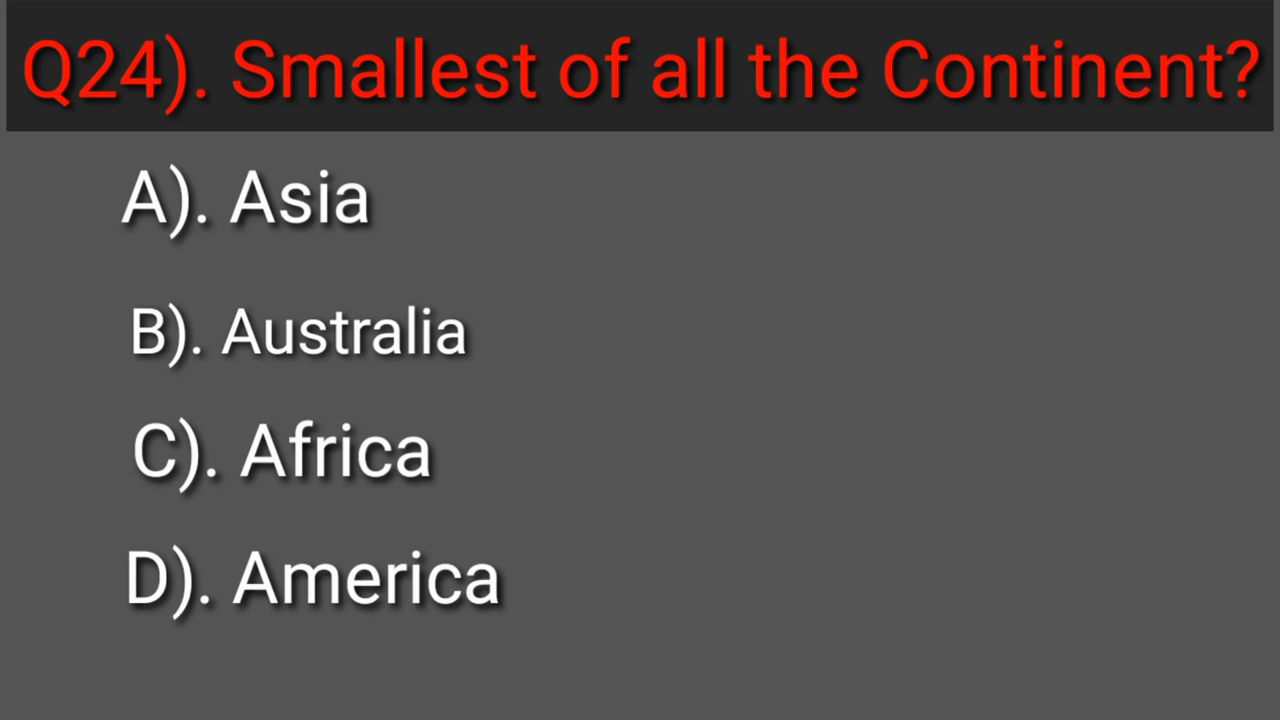 Q24). Smallest of all the Continent?
A). Asia
B). Australia
C). Africa
D). America